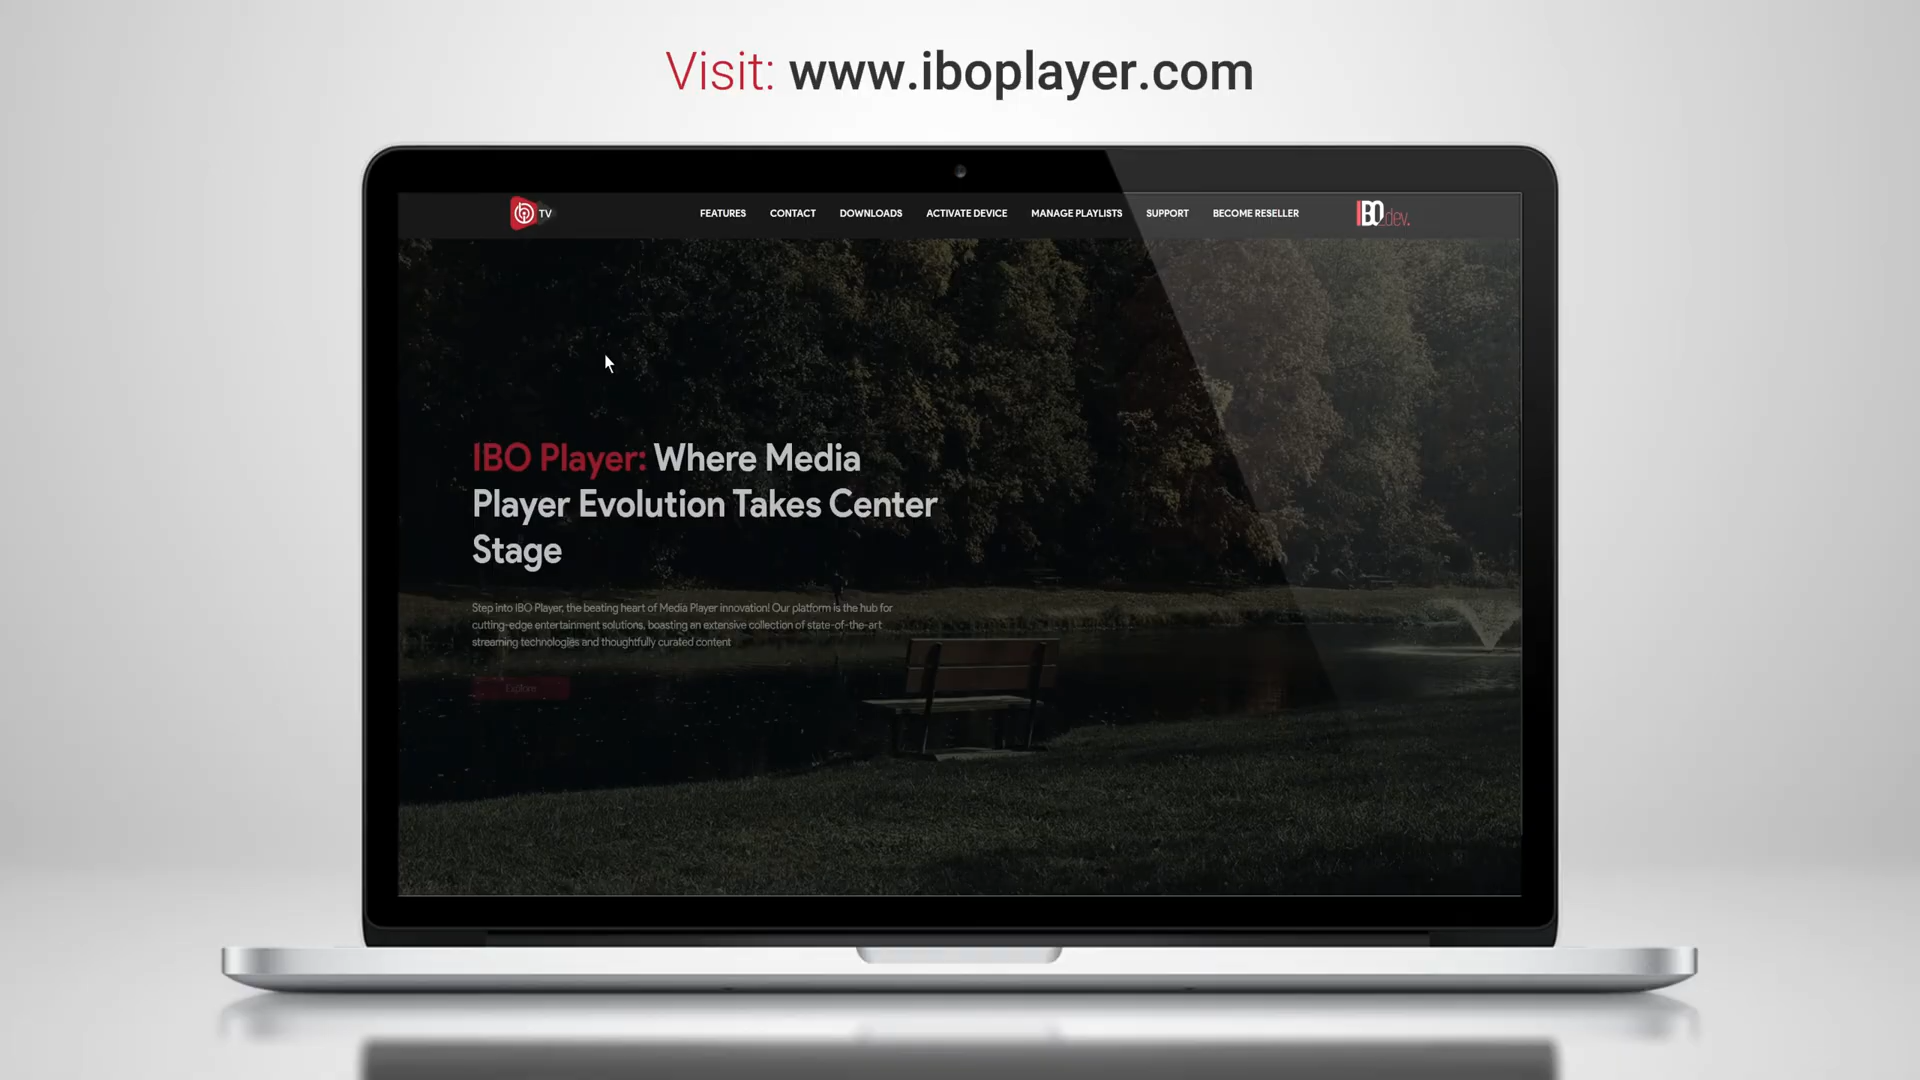 Visit: www.iboplayer.com
TV
FEATURES CONTACT DOWNLOADS ACTIVATE DEVICE MANAGE PLAYLISTS SUPPORT BECOME RESELLER
IBO dev.
IBO Player: Where Media
Player Evolution Takes Center
Stage
Step into IBO Player, the beating heart of Media Player innovation! Our platform is the hub for
cutting-edge entertainment solutions, boasting an extensive collection of state-of-the-art
streaming technologies and thoughtfully curated content
Explore